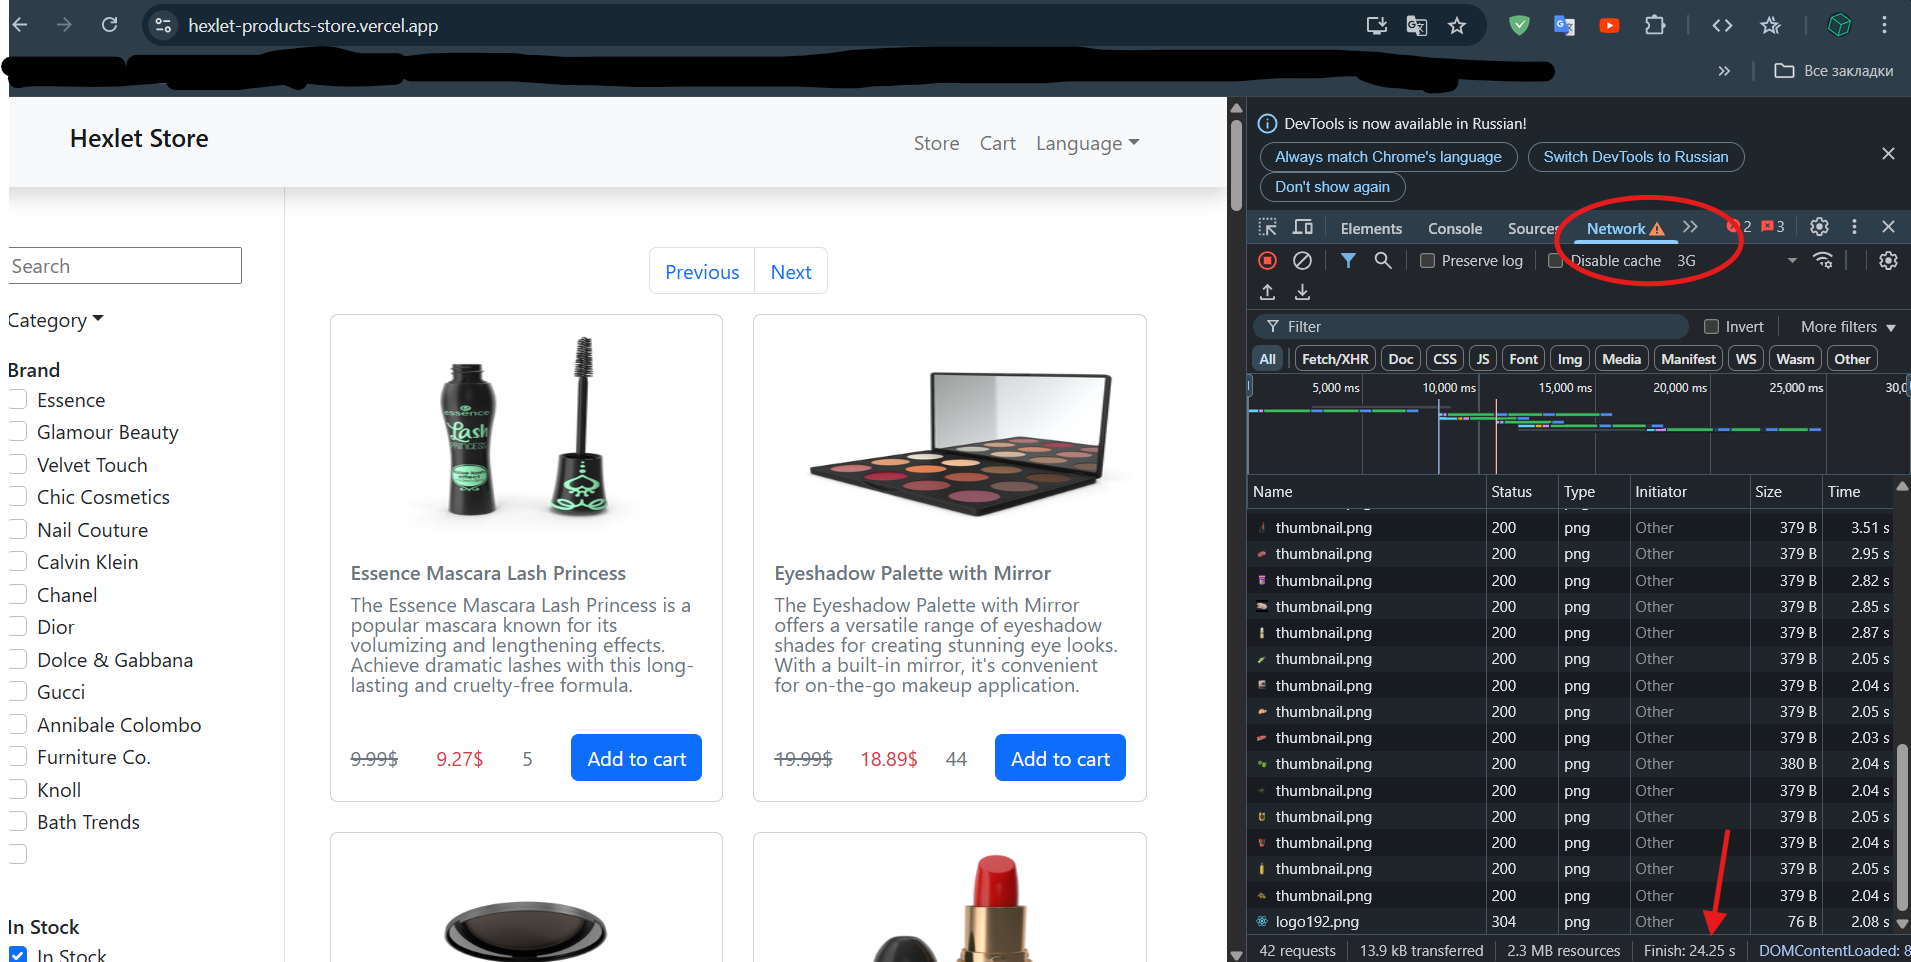 hexlet-products-store.vercel.app
Все закладки
Hexlet Store
Store
Cart
Language
Search
Category
Brand
Essence
Glamour Beauty
Velvet Touch
Chic Cosmetics
Nail Couture
Calvin Klein
Chanel
Dior
Dolce & Gabbana
Gucci
Annibale Colombo
Furniture Co.
Knoll
Bath Trends
In Stock
In Stock
Previous
Next
essence
Lash
PRINCESS
Essence Mascara Lash Princess
The Essence Mascara Lash Princess is a
popular mascara known for its
volumizing and lengthening effects.
Achieve dramatic lashes with this long-
lasting and cruelty-free formula.
9.99$ 9.27$ 5 Add to cart
Eyeshadow Palette with Mirror
The Eyeshadow Palette with Mirror
offers a versatile range of eyeshadow
shades for creating stunning eye looks.
With a built-in mirror, it's convenient
for on-the-go makeup application.
19.99$ 18.89$ 44 Add to cart
DevTools is now available in Russian!
Always match Chrome's language
Switch DevTools to Russian
Don't show again
Elements Console Sources Network 2 3
Preserve log Disable cache 3G
Filter Invert More filters
All Fetch/XHR Doc CSS JS Font Img Media Manifest WS Wasm Other
5,000 ms 10,000 ms 15,000 ms 20,000 ms 25,000 ms 30,0
Name Status Type Initiator Size Time
thumbnail.png 200 png Other 379 B 3.51 s
thumbnail.png 200 png Other 379 B 2.95 s
thumbnail.png 200 png Other 379 B 2.82 s
thumbnail.png 200 png Other 379 B 2.85 s
thumbnail.png 200 png Other 379 B 2.87 s
thumbnail.png 200 png Other 379 B 2.05 s
thumbnail.png 200 png Other 379 B 2.04 s
thumbnail.png 200 png Other 379 B 2.05 s
thumbnail.png 200 png Other 379 B 2.03 s
thumbnail.png 200 png Other 380 B 2.04 s
thumbnail.png 200 png Other 379 B 2.04 s
thumbnail.png 200 png Other 379 B 2.05 s
thumbnail.png 200 png Other 379 B 2.04 s
thumbnail.png 200 png Other 379 B 2.05 s
thumbnail.png 200 png Other 379 B 2.04 s
logo192.png 304 png Other 76 B 2.08 s
42 requests 13.9 kB transferred 2.3 MB resources Finish: 24.25 s DOMContentLoaded: 8